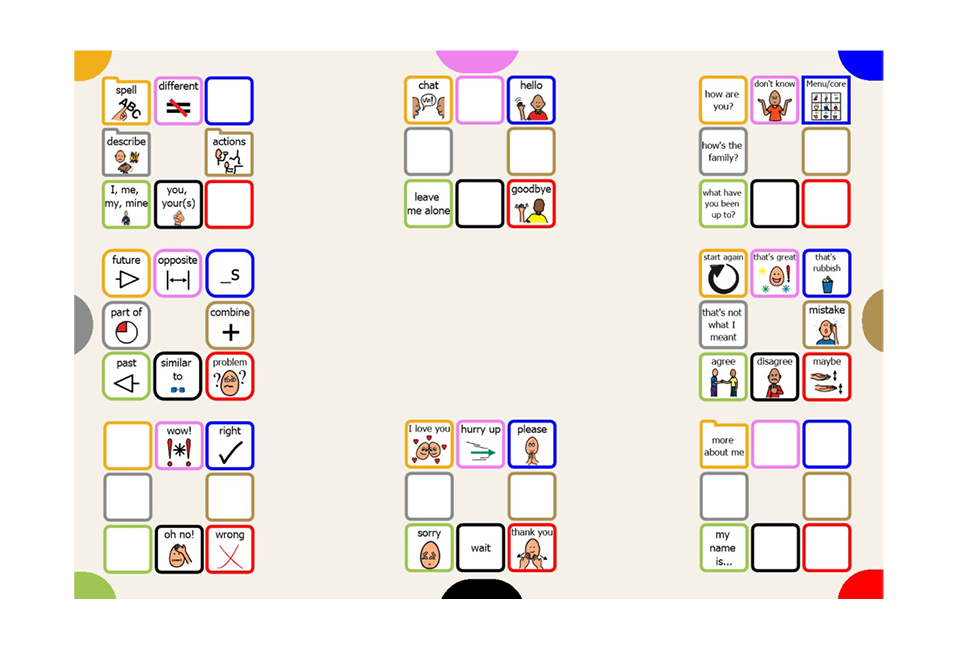 spell
different
describe
actions
I, me,
my, mine
you,
your(s)
chat
hello
leave
me alone
goodbye
how are
you?
don't know
Menu/core
how's the
family?
what have
you been
up to?
future
opposite
_s
part of
combine
past
similar
to
problem
start again
that's great
that's
rubbish
that's not
what I
meant
mistake
agree
disagree
maybe
wow!
right
oh no!
wrong
I love you
hurry up
please
sorry
wait
thank you
more
about me
my
name
is...